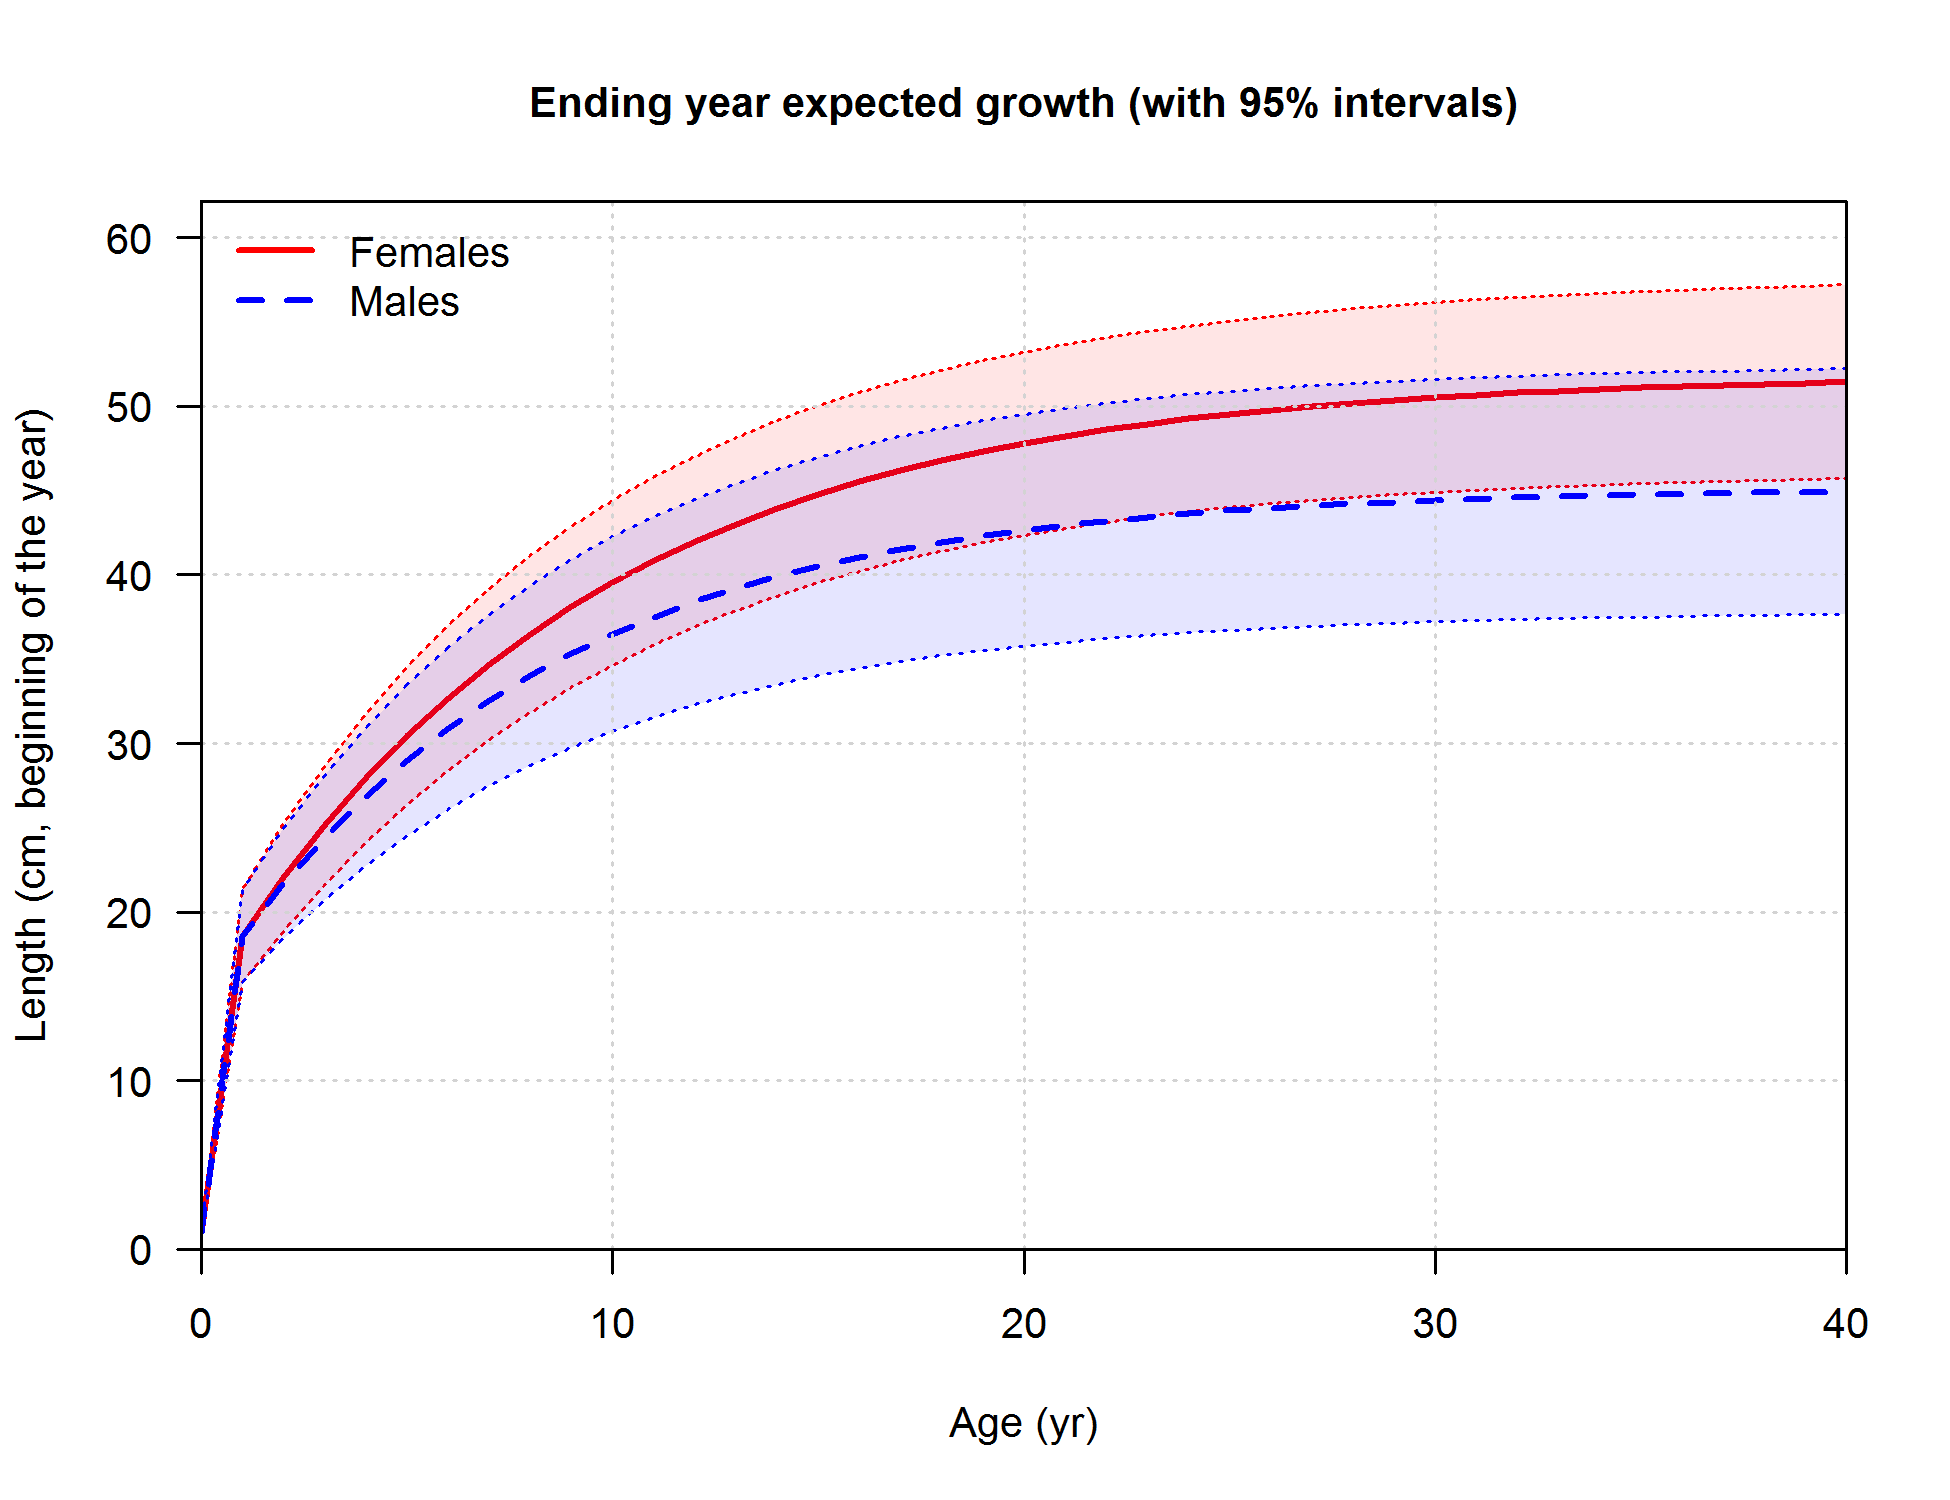 Ending year expected growth (with 95% intervals)
Females
Males
60
50
40
30
20
10
0
Length (cm, beginning of the year)
0 10 20 30 40
Age (yr)